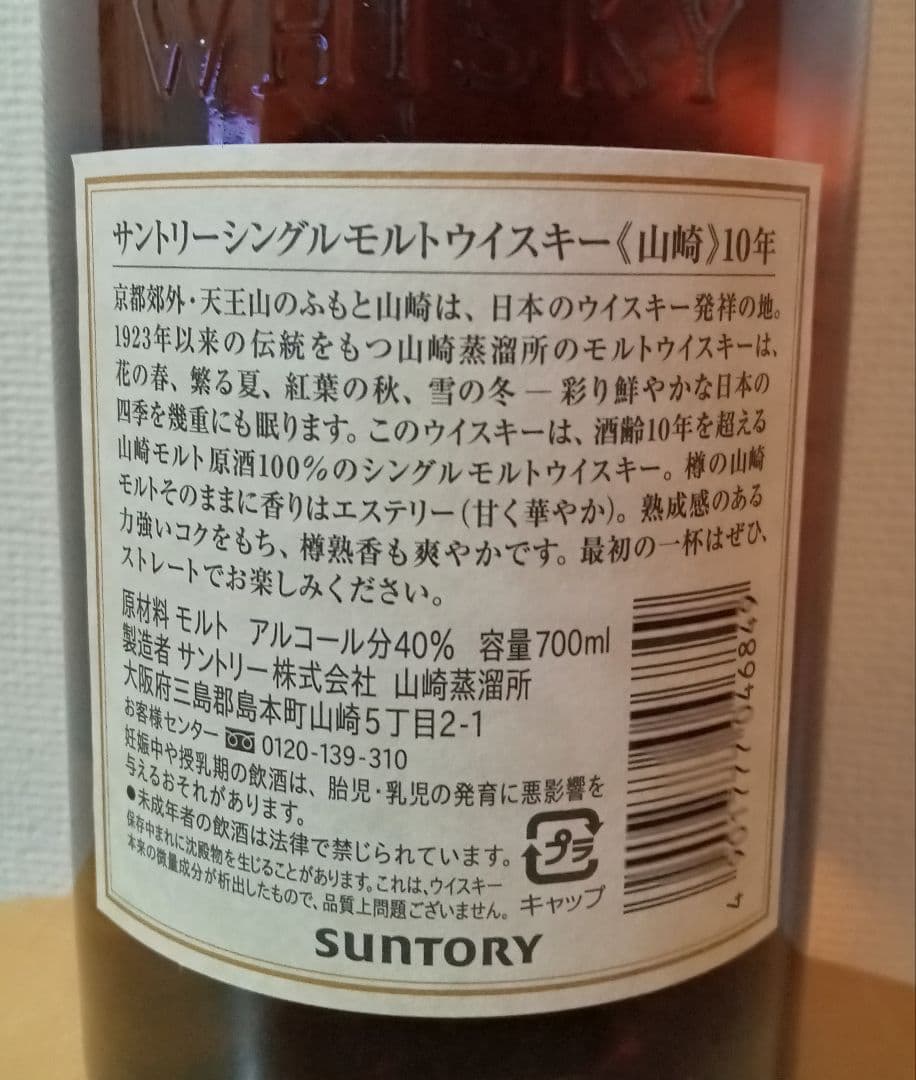 WHISKY
サントリーシングルモルトウイスキー《山崎》10年
京都郊外・天王山のふもと山崎は、日本のウイスキー発祥の地。
1923年以来の伝統をもつ山崎蒸溜所のモルトウイスキーは、
花の春、繁る夏、紅葉の秋、雪の冬 ― 彩り鮮やかな日本の
四季を幾重にも眠ります。このウイスキーは、酒齢10年を超える
山崎モルト原酒100%のシングルモルトウイスキー。樽の山崎
モルトそのままに香りはエステリー(甘く華やか)。熟成感のある
力強いコクをもち、樽熟香も爽やかです。最初の一杯はぜひ、
ストレートでお楽しみください。
原材料 モルト アルコール分40% 容量700ml
製造者 サントリー株式会社 山崎蒸溜所
大阪府三島郡島本町山崎5丁目2-1
お客様センター 0120-139-310
妊娠中や授乳期の飲酒は、胎児・乳児の発育に悪影響を
与えるおそれがあります。
●未成年者の飲酒は法律で禁じられています。
保存中まれに沈殿物を生じることがあります。これは、ウイスキー
本来の微量成分が析出したもので、品質上問題ございません。
プラ
キャップ
SUNTORY